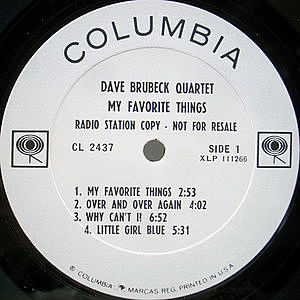 COLUMBIA
DAVE BRUBECK QUARTET
MY FAVORITE THINGS
RADIO STATION COPY - NOT FOR RESALE
CL 2437
SIDE 1
XLP 111266
1. MY FAVORITE THINGS 2:53
2. OVER AND OVER AGAIN 4:02
3. WHY CAN'T I? 6:52
4. LITTLE GIRL BLUE 5:31
® "COLUMBIA", MARCAS REG. PRINTED IN U.S.A.